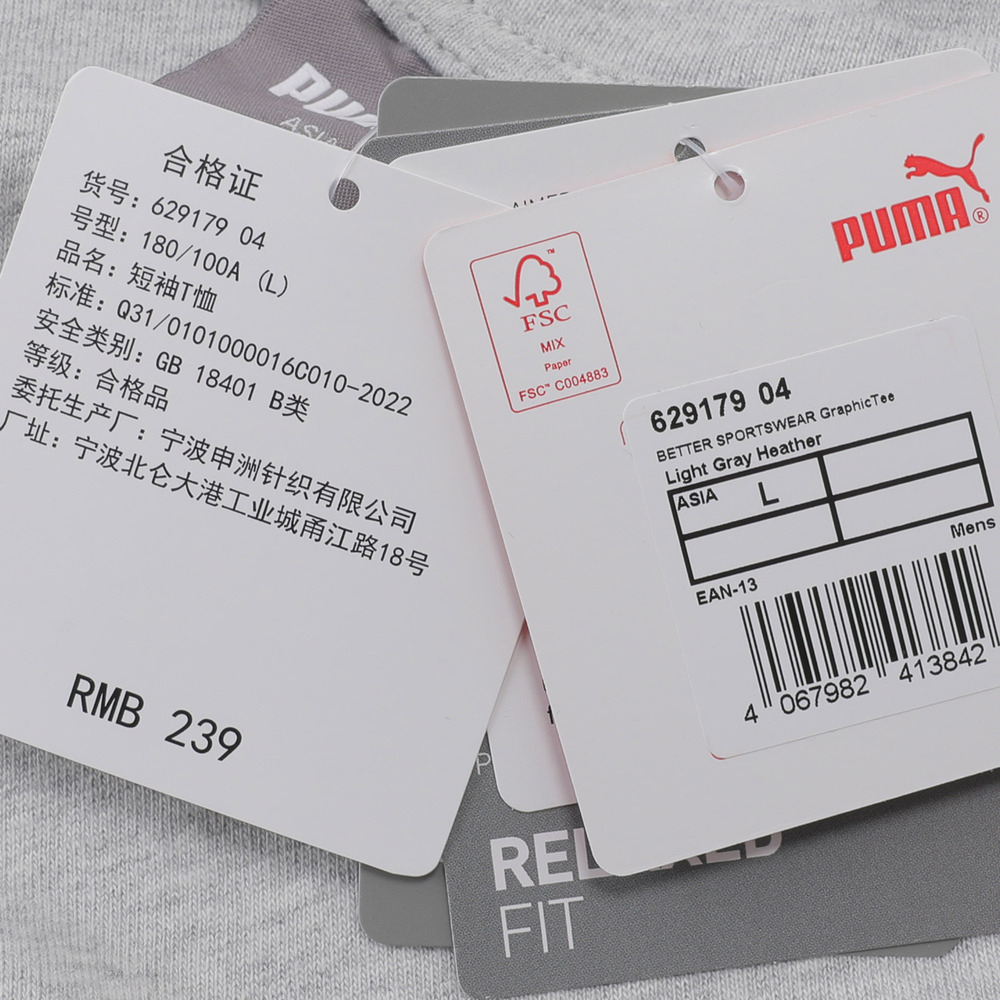 合格证
货号：629179 04
号型：180/100A（L）
品名：短袖T恤
标准：Q31/0101000016C010-2022
安全类别：GB 18401 B类
等级：合格品
委托生产厂：宁波申洲针织有限公司
厂址：宁波北仑大港工业城甬江路18号
RMB 239
PUMA®
FSC™
MIX
Paper
FSC™ C004883
629179 04
BETTER SPORTSWEAR GraphicTee
Light Gray Heather
ASIA L
Mens
EAN-13
4 067982 413842
ASIA
FIT